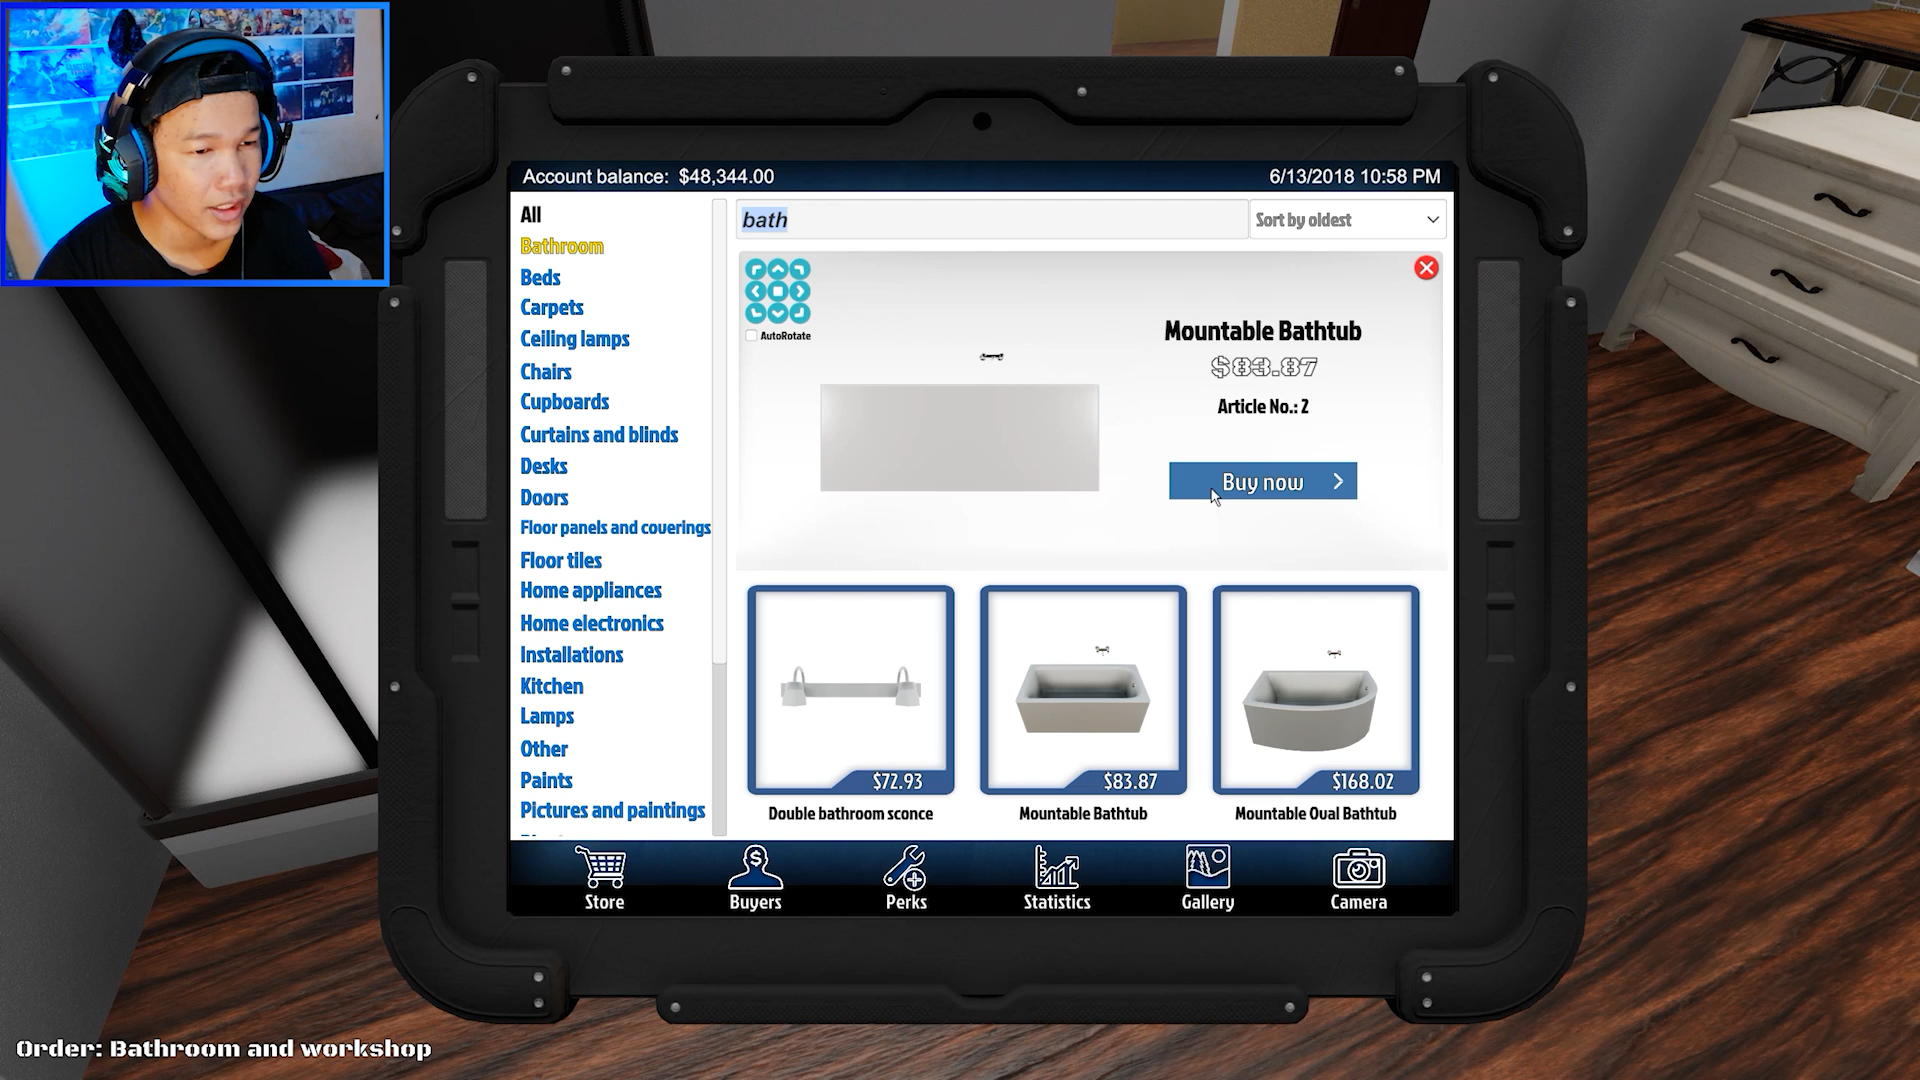 Account balance: $48,344.00
6/13/2018 10:58 PM
All
Bathroom
Beds
Carpets
Ceiling lamps
Chairs
Cupboards
Curtains and blinds
Desks
Doors
Floor panels and coverings
Floor tiles
Home appliances
Home electronics
Installations
Kitchen
Lamps
Other
Paints
Pictures and paintings
bath
Sort by oldest
AutoRotate
Mountable Bathtub
$83.87
Article No.: 2
Buy now
$72.93
Double bathroom sconce
$83.87
Mountable Bathtub
$168.02
Mountable Oval Bathtub
Store
Buyers
Perks
Statistics
Gallery
Camera
Order: Bathroom and workshop